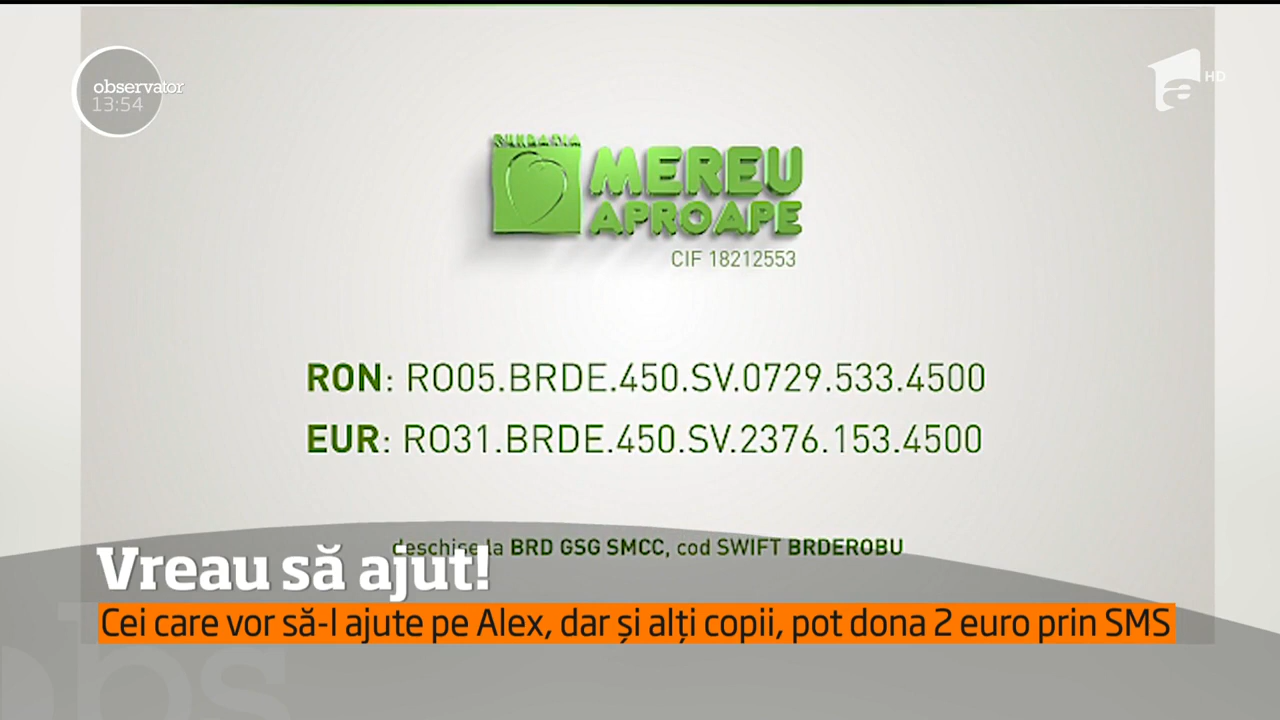 observator
13:54
HD
FUNDAȚIA
MEREU
APROAPE
CIF 18212553
RON: RO05.BRDE.450.SV.0729.533.4500
EUR: RO31.BRDE.450.SV.2376.153.4500
deschise la BRD GSG SMCC, cod SWIFT BRDEROBU
Vreau să ajut!
Cei care vor să-l ajute pe Alex, dar și alți copii, pot dona 2 euro prin SMS
obs